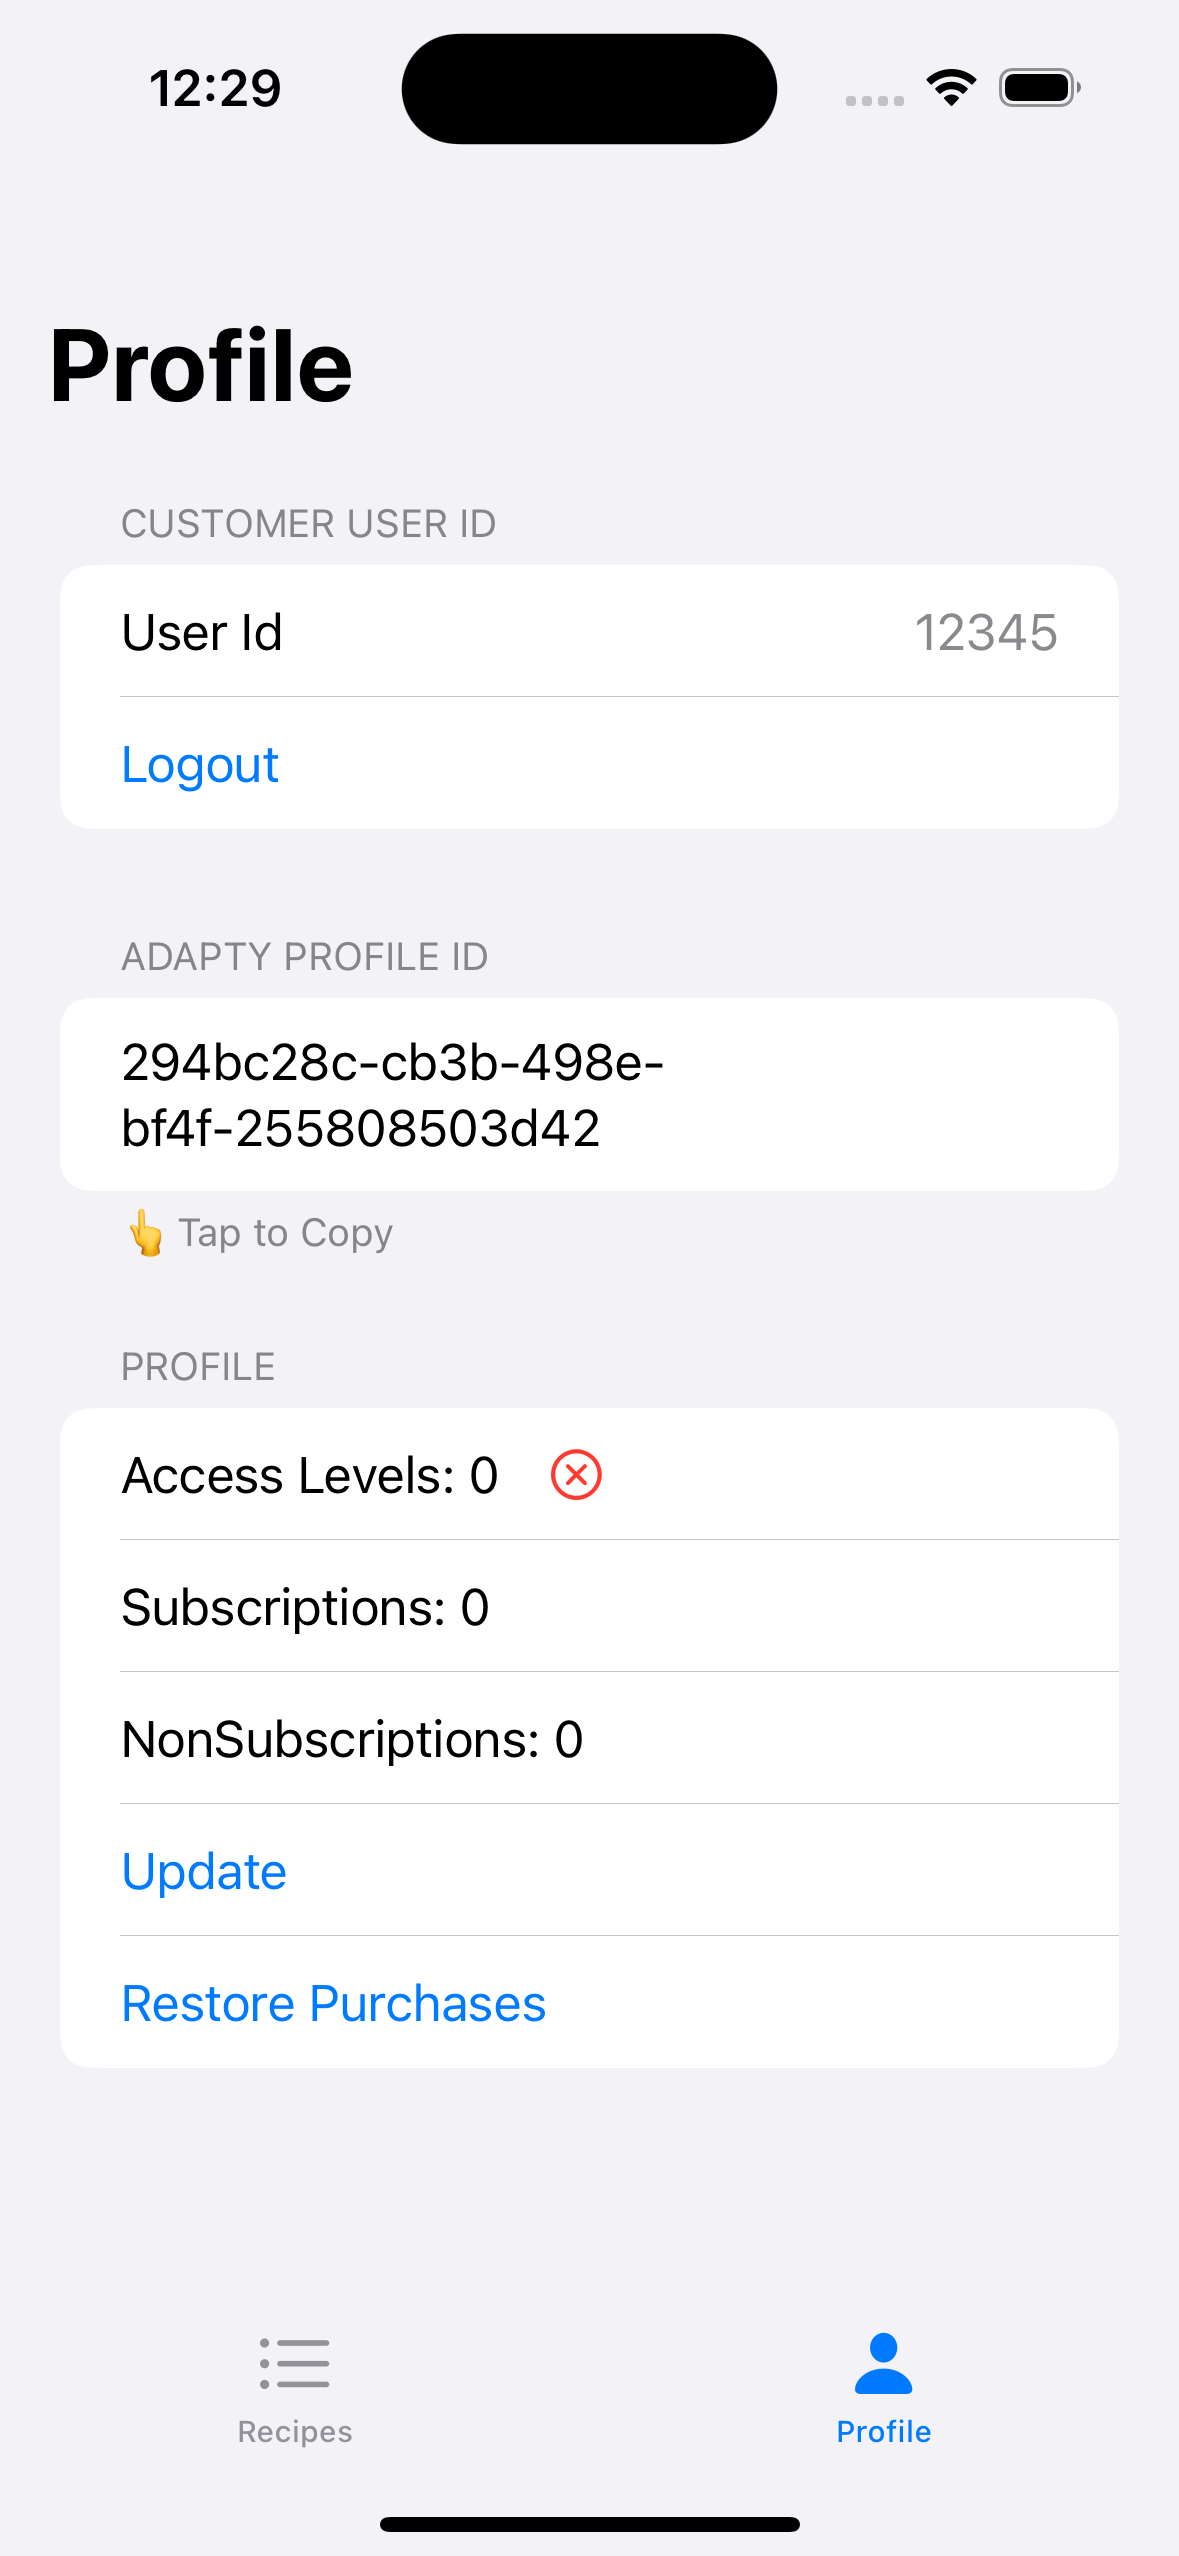 12:29
Profile
CUSTOMER USER ID
User Id 12345
Logout
ADAPTY PROFILE ID
294bc28c-cb3b-498e-
bf4f-255808503d42
👆 Tap to Copy
PROFILE
Access Levels: 0
Subscriptions: 0
NonSubscriptions: 0
Update
Restore Purchases
Recipes Profile